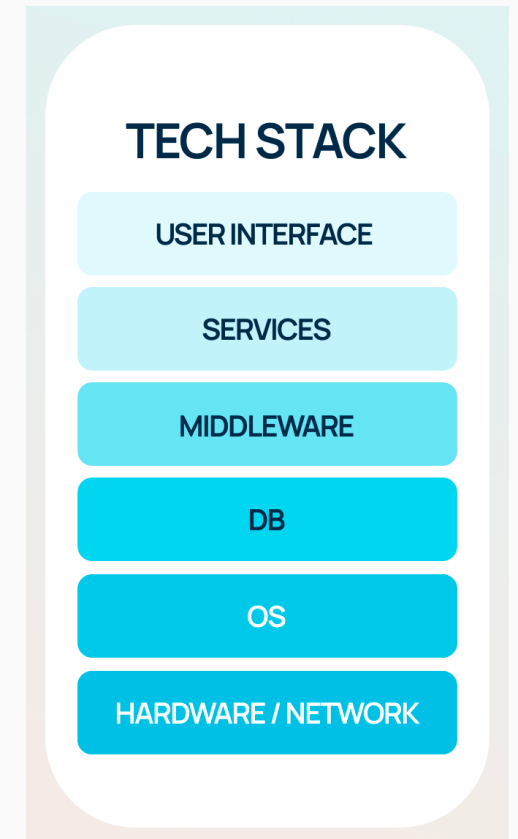 TECH STACK
USER INTERFACE
SERVICES
MIDDLEWARE
DB
OS
HARDWARE / NETWORK